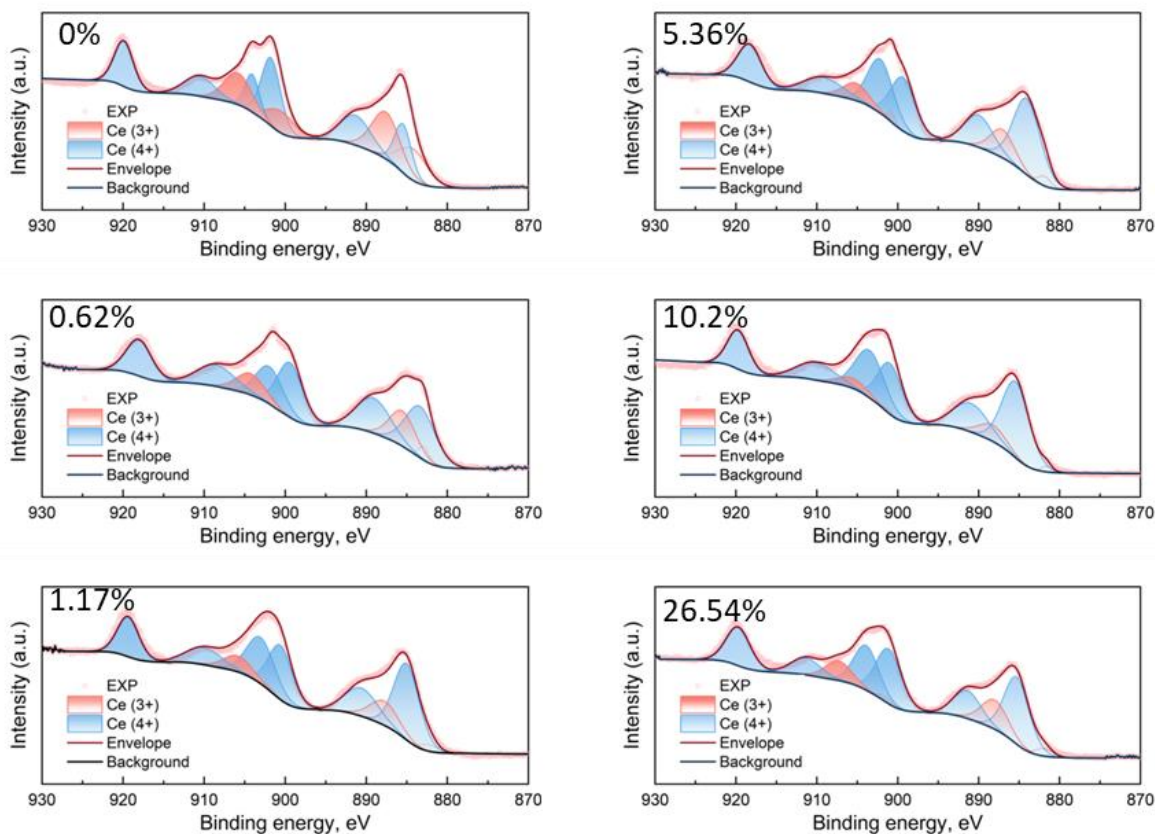 0%
Intensity (a.u.)
EXP
Ce (3+)
Ce (4+)
Envelope
Background
930 920 910 900 890 880 870
Binding energy, eV
5.36%
Intensity (a.u.)
EXP
Ce (3+)
Ce (4+)
Envelope
Background
930 920 910 900 890 880 870
Binding energy, eV
0.62%
Intensity (a.u.)
EXP
Ce (3+)
Ce (4+)
Envelope
Background
930 920 910 900 890 880 870
Binding energy, eV
10.2%
Intensity (a.u.)
EXP
Ce (3+)
Ce (4+)
Envelope
Background
930 920 910 900 890 880 870
Binding energy, eV
1.17%
Intensity (a.u.)
EXP
Ce (3+)
Ce (4+)
Envelope
Background
930 920 910 900 890 880 870
Binding energy, eV
26.54%
Intensity (a.u.)
EXP
Ce (3+)
Ce (4+)
Envelope
Background
930 920 910 900 890 880 870
Binding energy, eV